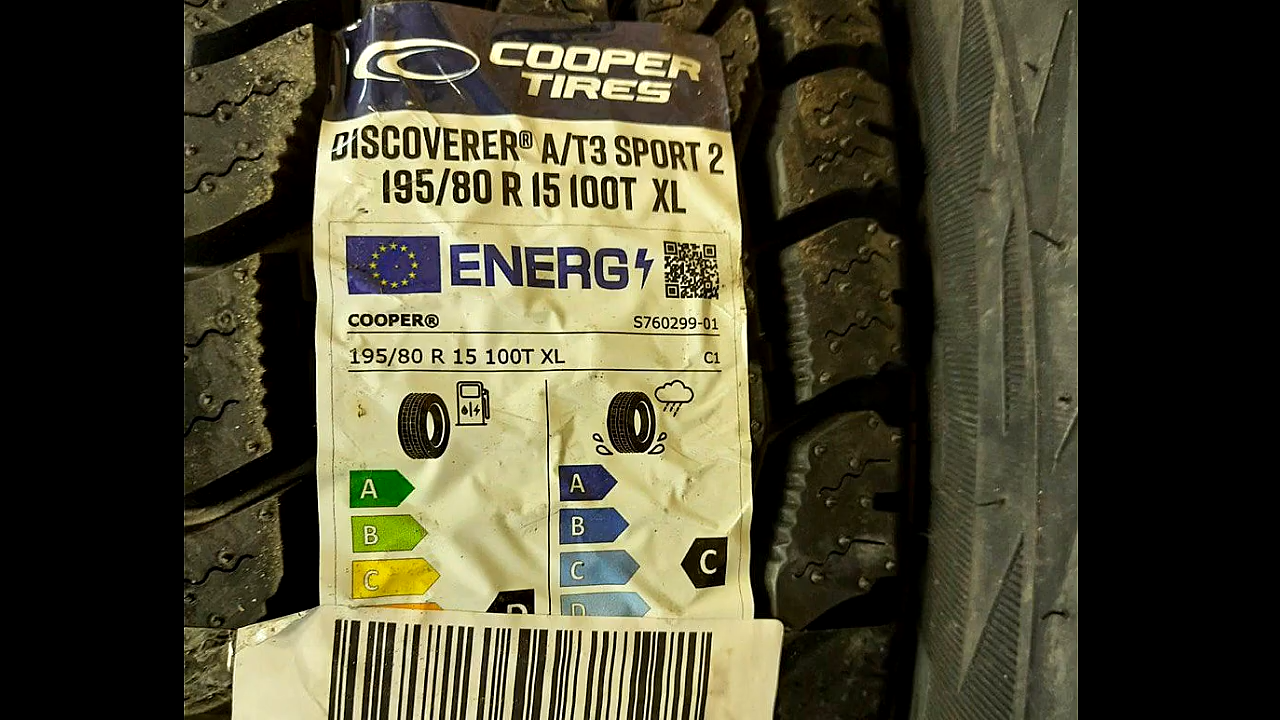 COOPER
TIRES
DISCOVERER® A/T3 SPORT 2
195/80 R 15 100T XL
ENERG
COOPER®
S760299-01
195/80 R 15 100T XL
C1
A
B
C
D
A
B
C
D
C